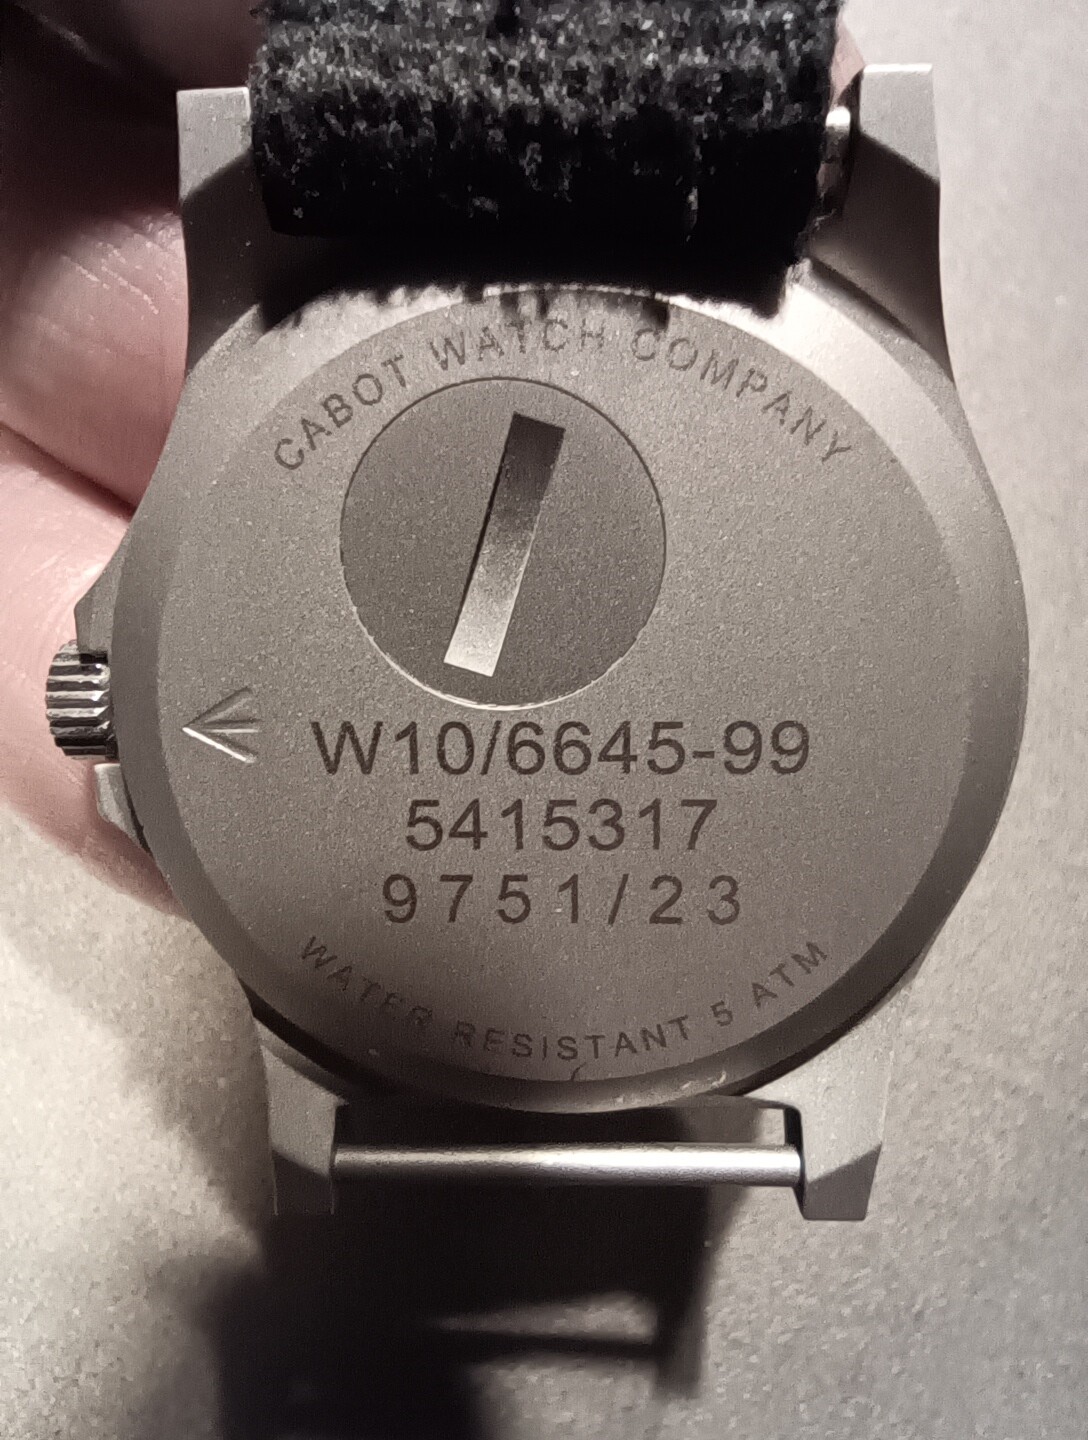 CABOT WATCH COMPANY
W10/6645-99
5415317
9751/23
WATER RESISTANT 5 ATM